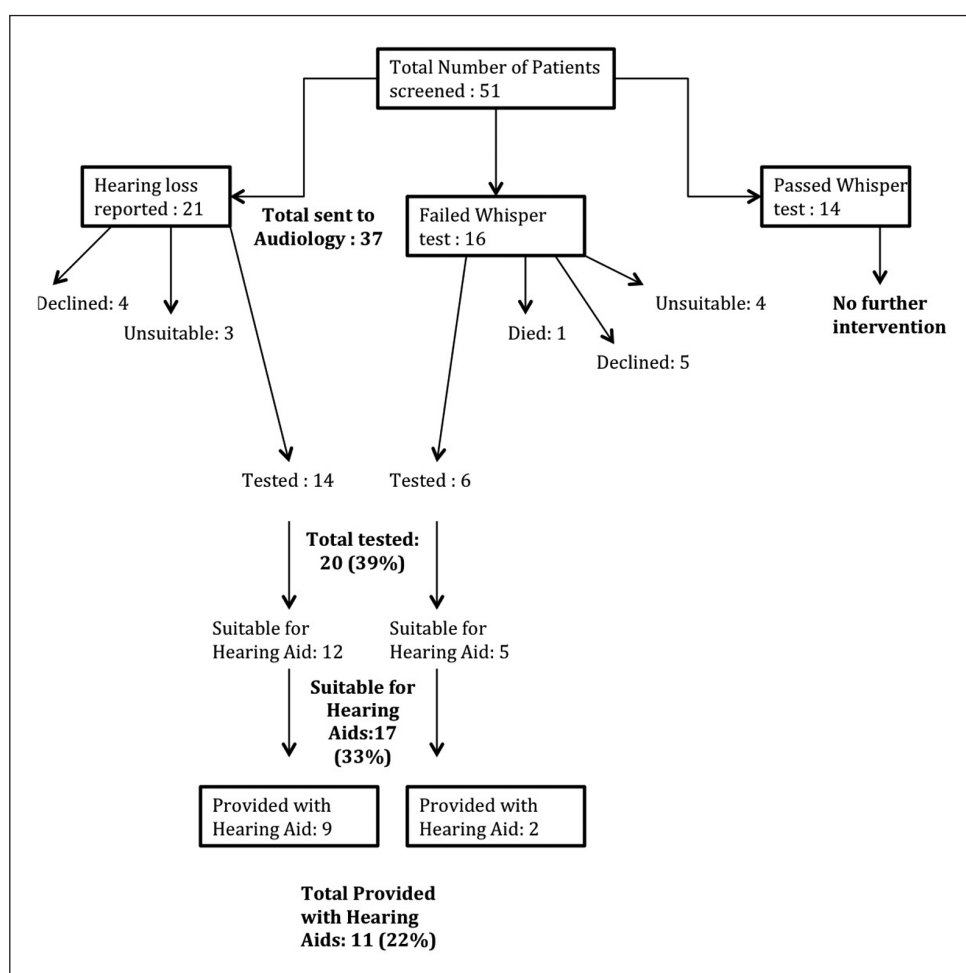 Total Number of Patients
screened : 51
Hearing loss
reported : 21
Total sent to
Audiology : 37
Failed Whisper
test : 16
Passed Whisper
test : 14
Declined: 4
Unsuitable: 3
Died: 1
Declined: 5
Unsuitable: 4
No further
intervention
Tested : 14
Tested : 6
Total tested:
20 (39%)
Suitable for
Hearing Aid: 12
Suitable for
Hearing Aid: 5
Suitable for
Hearing
Aids:17
(33%)
Provided with
Hearing Aid: 9
Provided with
Hearing Aid: 2
Total Provided
with Hearing
Aids: 11 (22%)